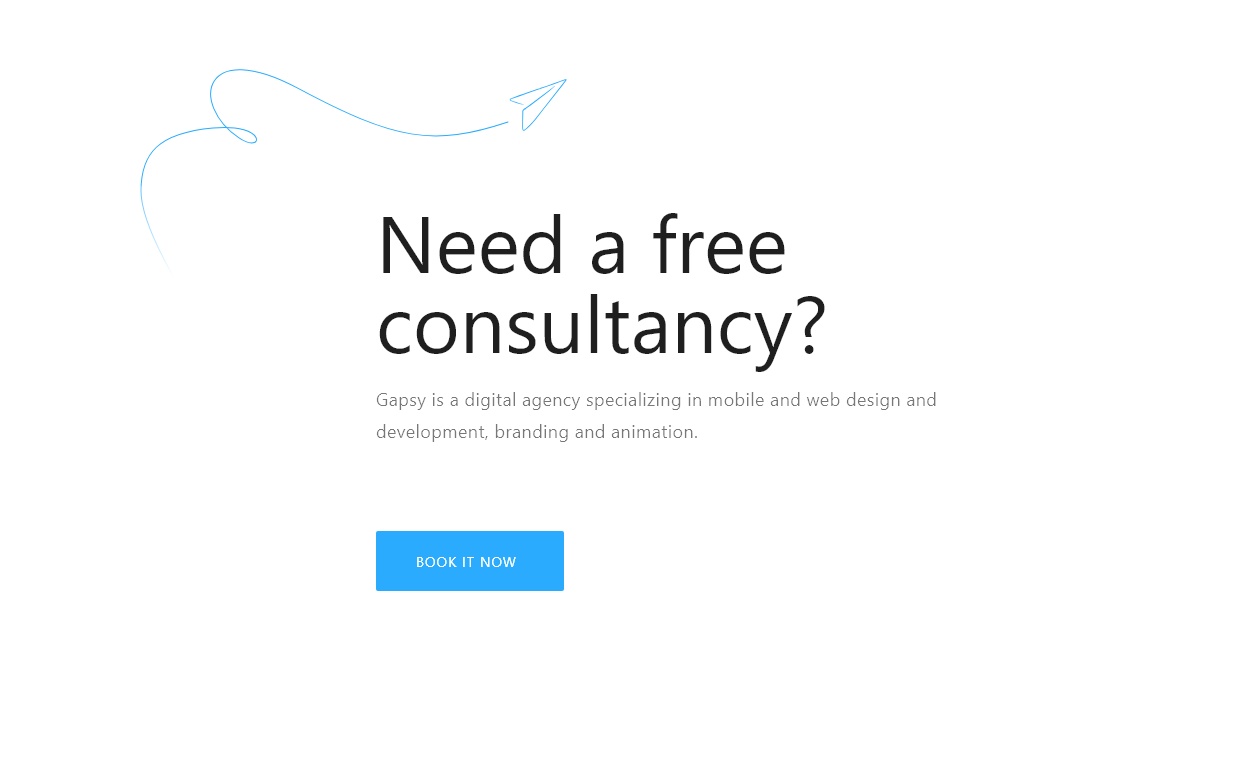 Need a free
consultancy?
Gapsy is a digital agency specializing in mobile and web design and
development, branding and animation.
BOOK IT NOW